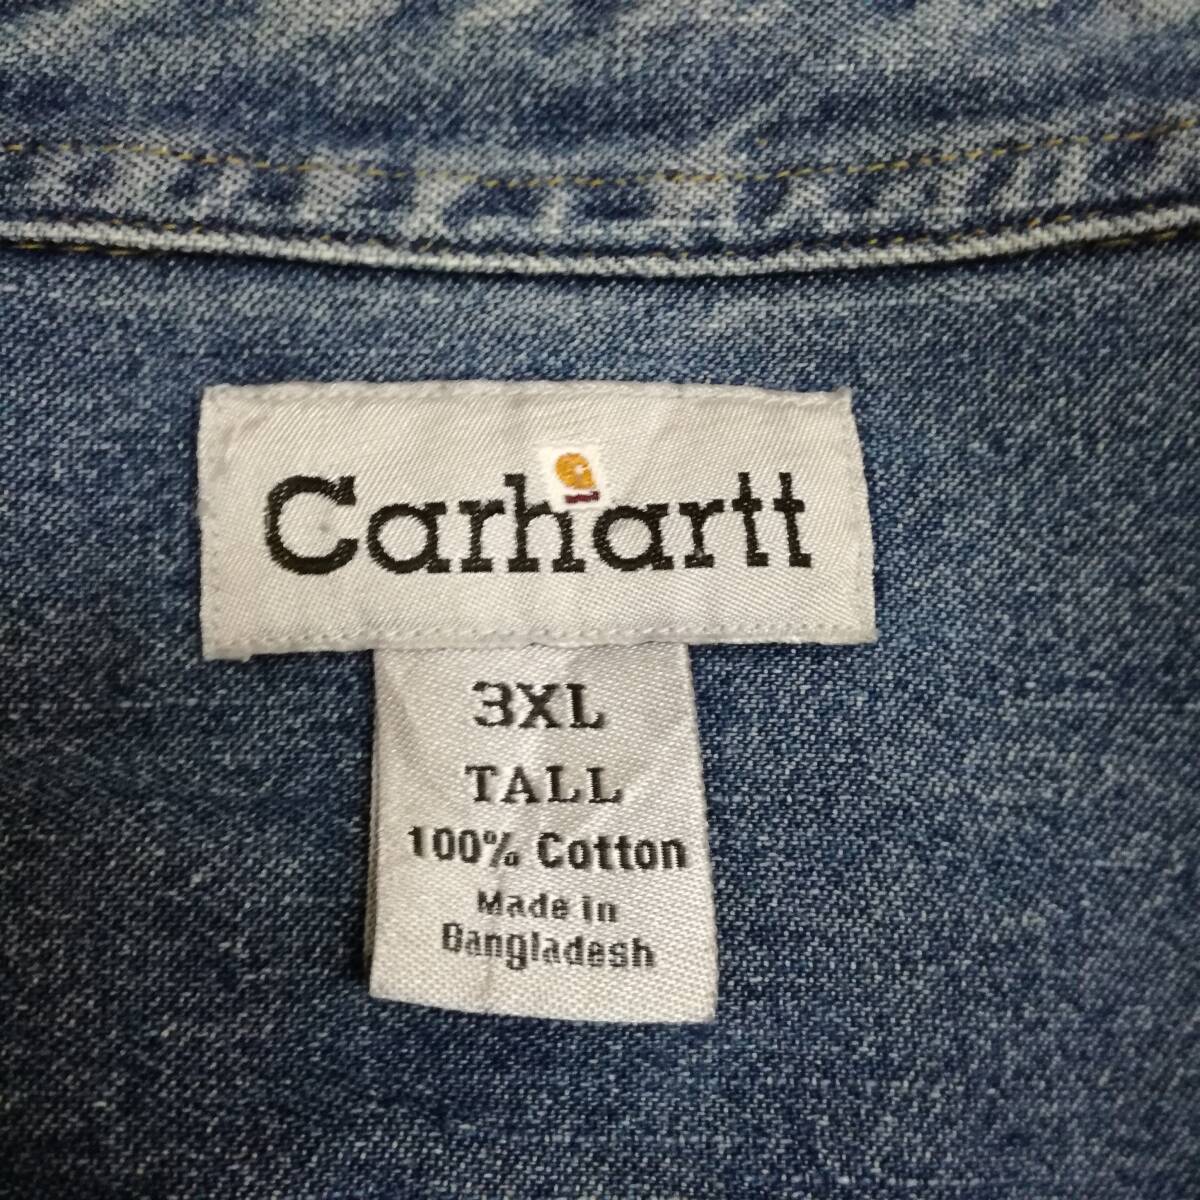 Carhartt
3XL
TALL
100% Cotton
Made in
Bangladesh